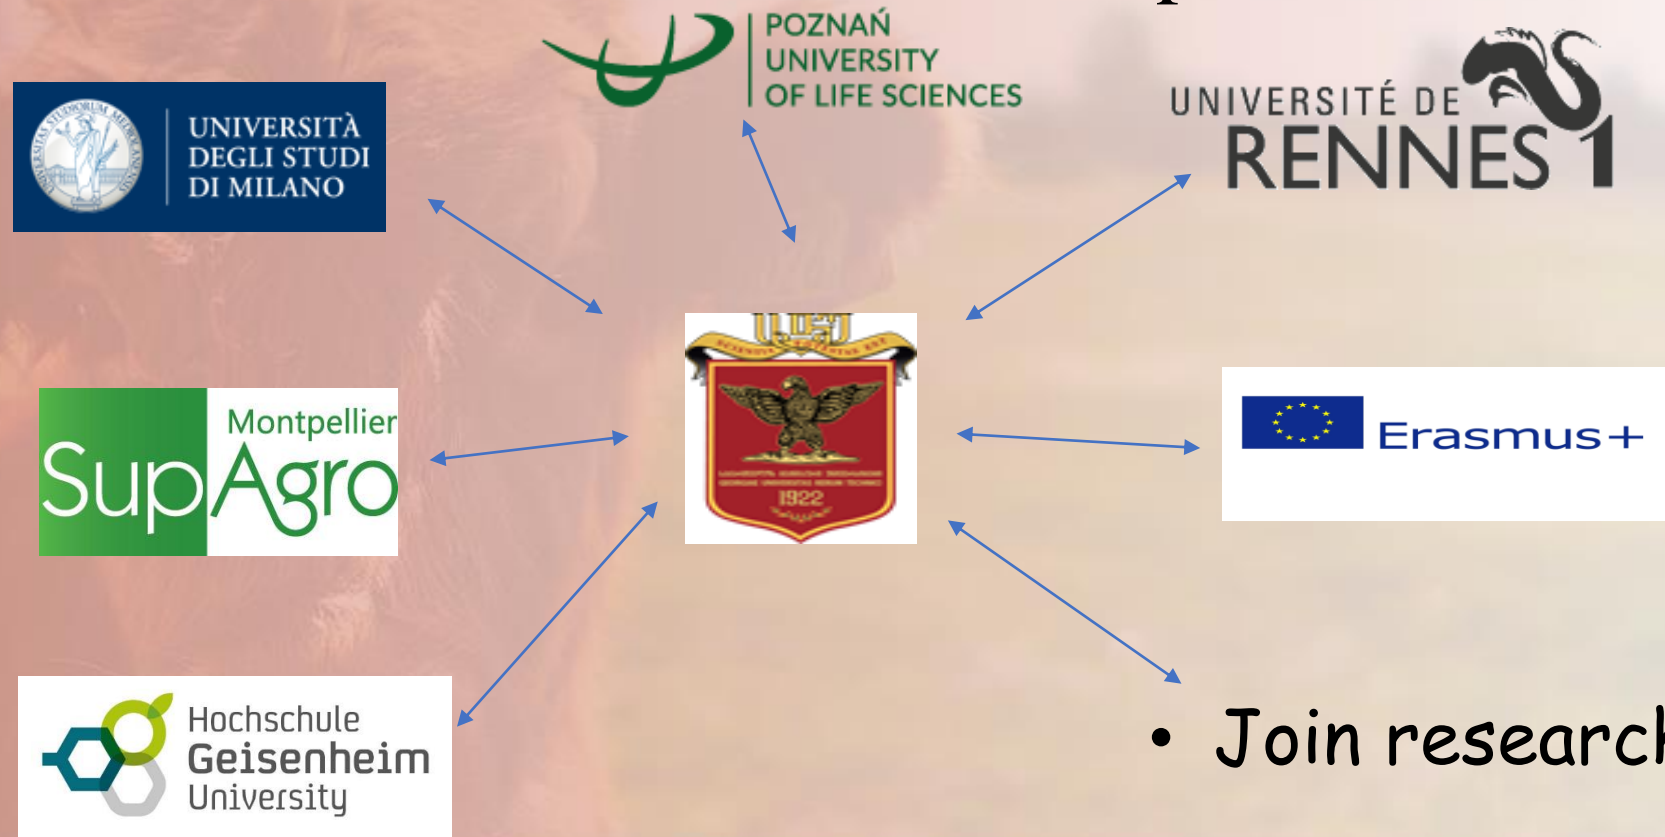 POZNAŃ
UNIVERSITY
OF LIFE SCIENCES
UNIVERSITÀ
DEGLI STUDI
DI MILANO
UNIVERSITÉ DE
RENNES 1
Montpellier
SupAgro
1922
Erasmus+
Hochschule
Geisenheim
University
• Join research